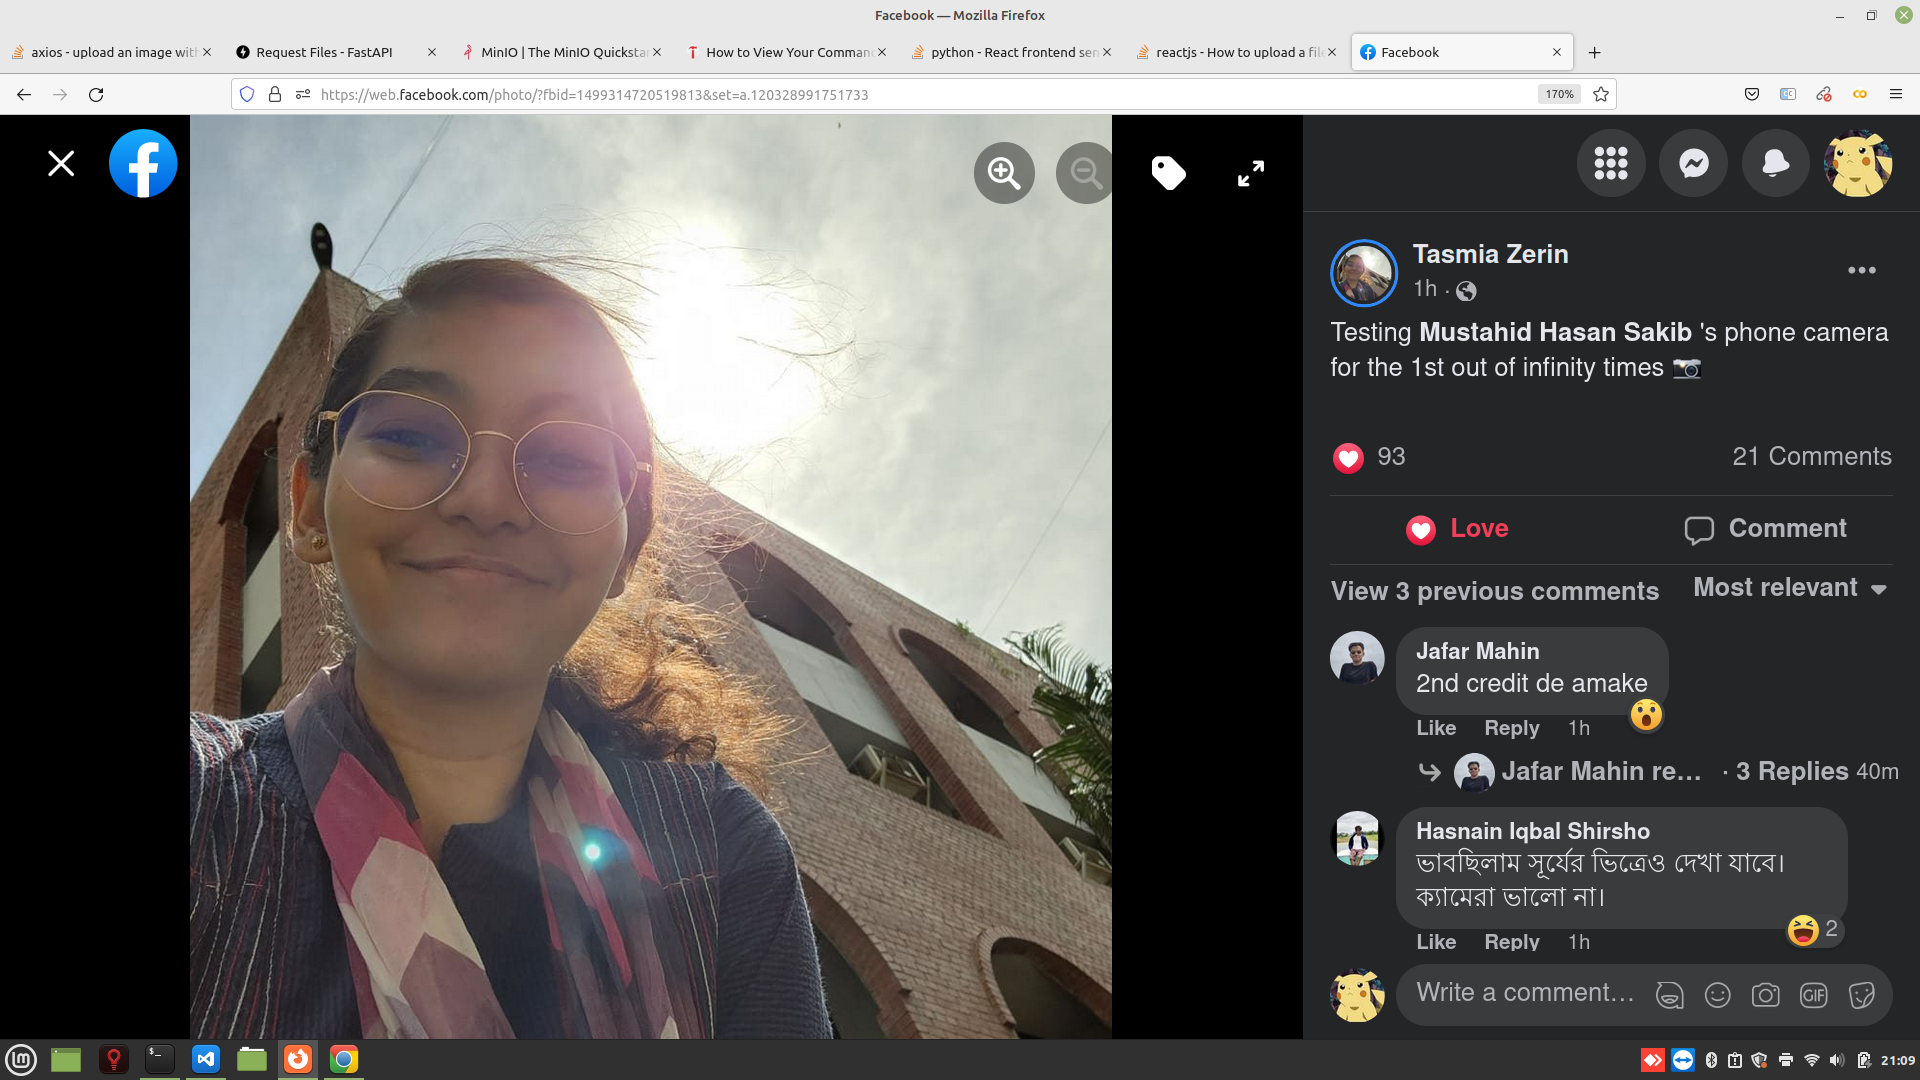 Facebook — Mozilla Firefox
axios - upload an image with
Request Files - FastAPI
MinIO | The MinIO Quicksta
How to View Your Comman
python - React frontend sen
reactjs - How to upload a file
Facebook
https://web.facebook.com/photo/?fbid=1499314720519813&set=a.120328991751733
170%
Tasmia Zerin
1h ·
Testing Mustahid Hasan Sakib 's phone camera
for the 1st out of infinity times 📷
93
21 Comments
Love
Comment
View 3 previous comments
Most relevant
Jafar Mahin
2nd credit de amake
Like Reply 1h
Jafar Mahin re... · 3 Replies 40m
Hasnain Iqbal Shirsho
ভাবছিলাম সূর্যের ভিত্রেও দেখা যাবে।
ক্যামেরা ভালো না।
2
Like Reply 1h
Write a comment…
GIF
21:09